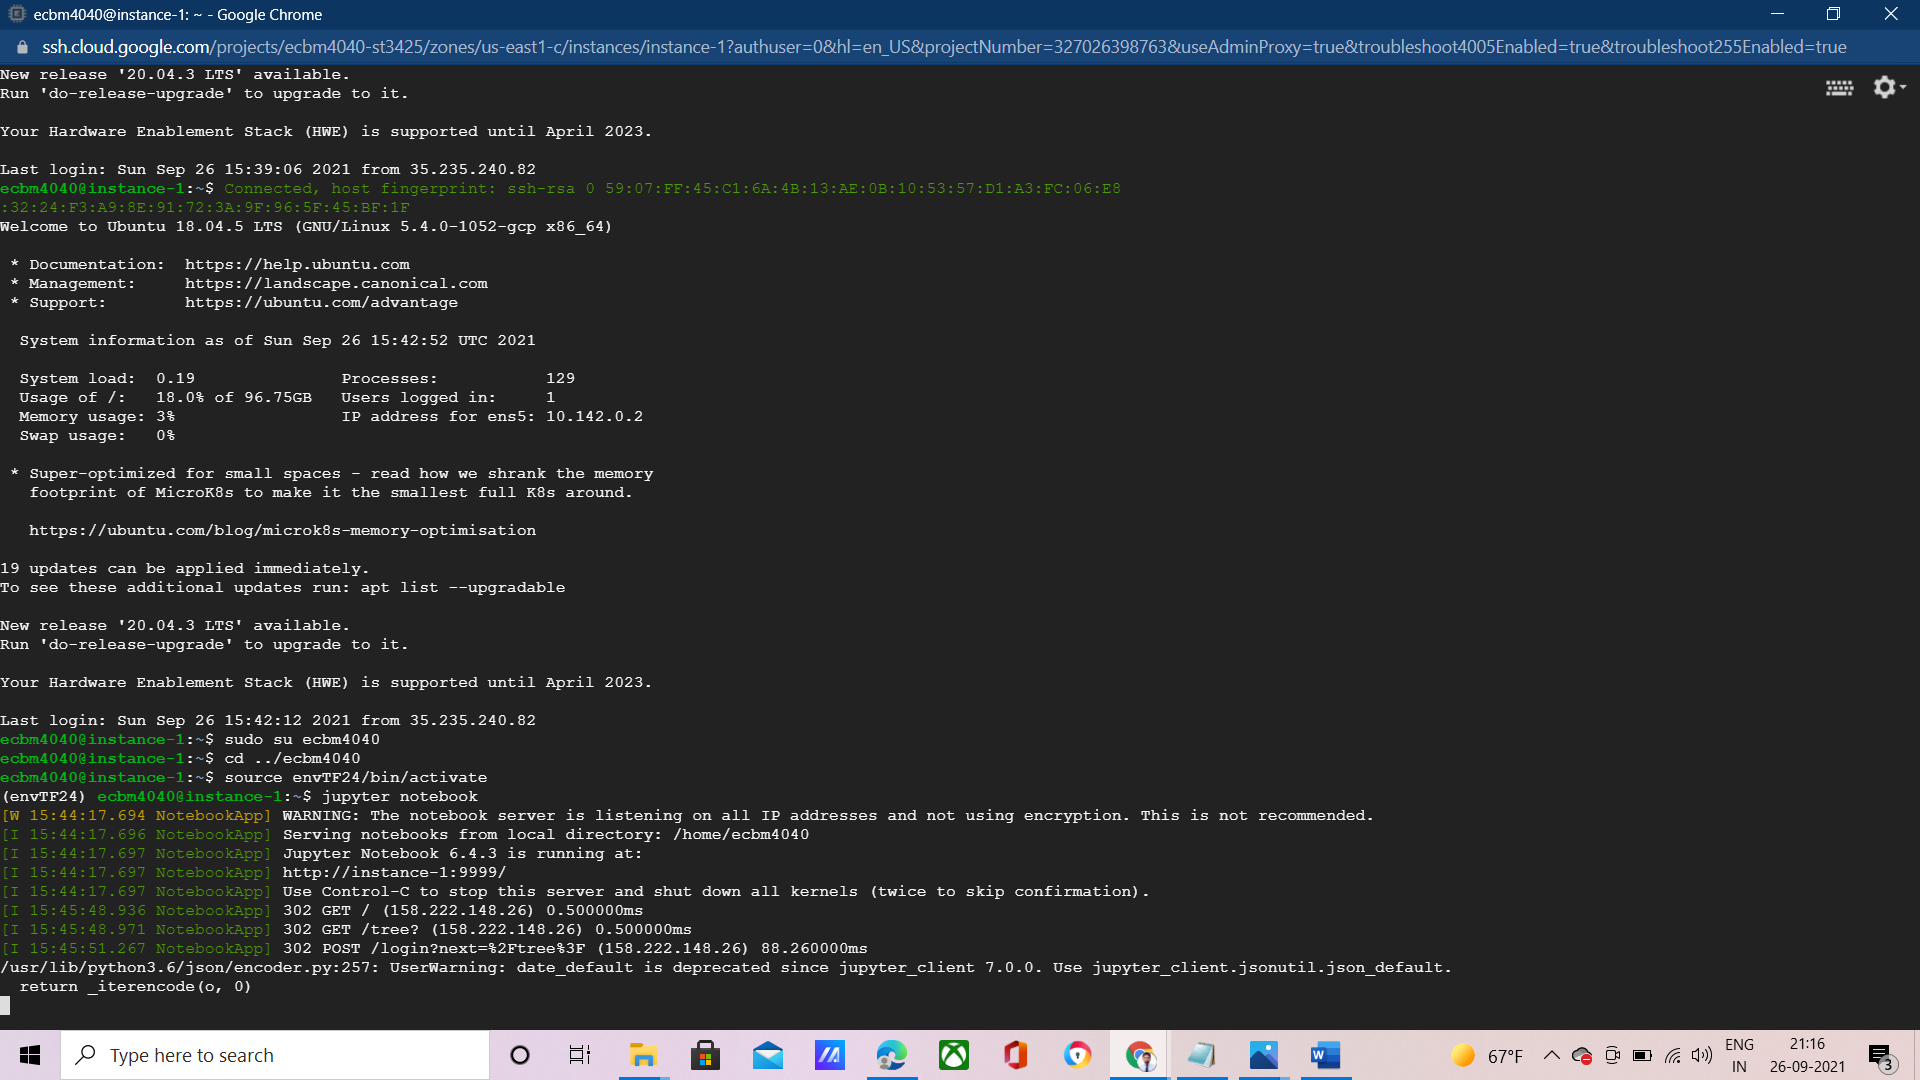 ecbm4040@instance-1: ~ - Google Chrome
ssh.cloud.google.com/projects/ecbm4040-st3425/zones/us-east1-c/instances/instance-1?authuser=0&hl=en_US&projectNumber=327026398763&useAdminProxy=true&troubleshoot4005Enabled=true&troubleshoot255Enabled=true
New release '20.04.3 LTS' available.
Run 'do-release-upgrade' to upgrade to it.
Your Hardware Enablement Stack (HWE) is supported until April 2023.
Last login: Sun Sep 26 15:39:06 2021 from 35.235.240.82
ecbm4040@instance-1:~$ Connected, host fingerprint: ssh-rsa 0 59:07:FF:45:C1:6A:4B:13:AE:0B:10:53:57:D1:A3:FC:06:E8
:32:24:F3:A9:8E:91:72:3A:9F:96:5F:45:BF:1F
Welcome to Ubuntu 18.04.5 LTS (GNU/Linux 5.4.0-1052-gcp x86_64)
* Documentation:  https://help.ubuntu.com
* Management:     https://landscape.canonical.com
* Support:        https://ubuntu.com/advantage
System information as of Sun Sep 26 15:42:52 UTC 2021
System load:  0.19               Processes:           129
Usage of /:   18.0% of 96.75GB   Users logged in:     1
Memory usage: 3%                 IP address for ens5: 10.142.0.2
Swap usage:   0%
* Super-optimized for small spaces - read how we shrank the memory
footprint of MicroK8s to make it the smallest full K8s around.
https://ubuntu.com/blog/microk8s-memory-optimisation
19 updates can be applied immediately.
To see these additional updates run: apt list --upgradable
New release '20.04.3 LTS' available.
Run 'do-release-upgrade' to upgrade to it.
Your Hardware Enablement Stack (HWE) is supported until April 2023.
Last login: Sun Sep 26 15:42:12 2021 from 35.235.240.82
ecbm4040@instance-1:~$ sudo su ecbm4040
ecbm4040@instance-1:~$ cd ../ecbm4040
ecbm4040@instance-1:~$ source envTF24/bin/activate
(envTF24) ecbm4040@instance-1:~$ jupyter notebook
[W 15:44:17.694 NotebookApp] WARNING: The notebook server is listening on all IP addresses and not using encryption. This is not recommended.
[I 15:44:17.696 NotebookApp] Serving notebooks from local directory: /home/ecbm4040
[I 15:44:17.697 NotebookApp] Jupyter Notebook 6.4.3 is running at:
[I 15:44:17.697 NotebookApp] http://instance-1:9999/
[I 15:44:17.697 NotebookApp] Use Control-C to stop this server and shut down all kernels (twice to skip confirmation).
[I 15:45:48.936 NotebookApp] 302 GET / (158.222.148.26) 0.500000ms
[I 15:45:48.971 NotebookApp] 302 GET /tree? (158.222.148.26) 0.500000ms
[I 15:45:51.267 NotebookApp] 302 POST /login?next=%2Ftree%3F (158.222.148.26) 88.260000ms
/usr/lib/python3.6/json/encoder.py:257: UserWarning: date_default is deprecated since jupyter_client 7.0.0. Use jupyter_client.jsonutil.json_default.
return _iterencode(o, 0)
Type here to search
67°F
ENG
IN
21:16
26-09-2021
3